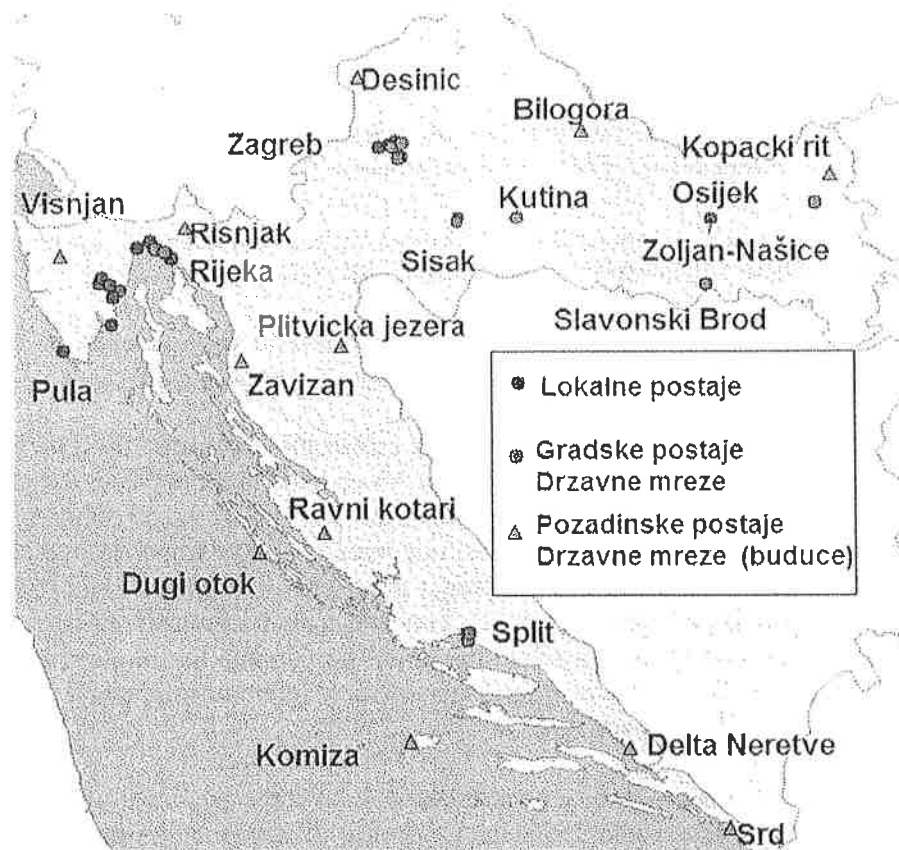 Desinic
Bilogora
Zagreb
Kopacki rit
Visnjan
Kutina
Osijek
Risnjak
Sisak
Zoljan-Našice
Rijeka
Slavonski Brod
Plitvicka jezera
Zavizan
Pula
Lokalne postaje
Gradske postaje
Drzavne mreze
Ravni kotari
Pozadinske postaje
Drzavne mreze (buduce)
Dugi otok
Split
Komiza
Delta Neretve
Srd